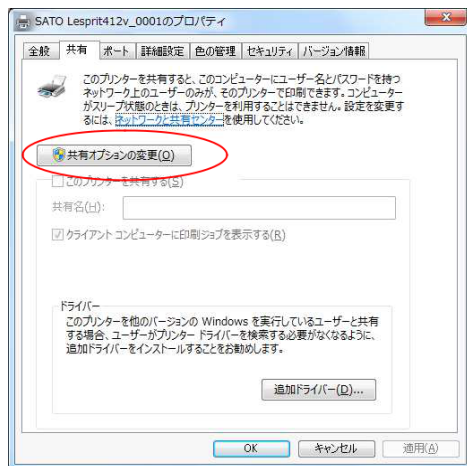 SATO Lesprit412v_0001のプロパティ
全般 共有 ポート 詳細設定 色の管理 セキュリティ バージョン情報
このプリンターを共有すると、このコンピューターにユーザー名とパスワードを持つ
ネットワーク上のユーザーのみが、そのプリンターで印刷できます。コンピューター
がスリープ状態のときは、プリンターを利用することはできません。設定を変更す
るには、ネットワークと共有センターを使用してください。
共有オプションの変更(O)
このプリンターを共有する(S)
共有名(H):
クライアント コンピューターに印刷ジョブを表示する(R)
ドライバー
このプリンターを他のバージョンの Windows を実行しているユーザーと共有
する場合、ユーザーがプリンター ドライバーを検索する必要がなくなるように、
追加ドライバーをインストールすることをお勧めします。
追加ドライバー(D)...
OK キャンセル 適用(A)